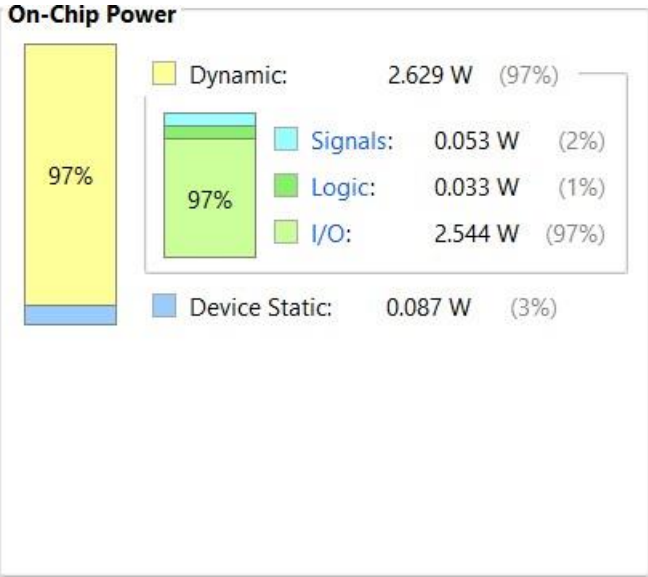 On-Chip Power
Dynamic: 2.629 W (97%)
97%
Signals: 0.053 W (2%)
Logic: 0.033 W (1%)
97%
I/O: 2.544 W (97%)
Device Static: 0.087 W (3%)